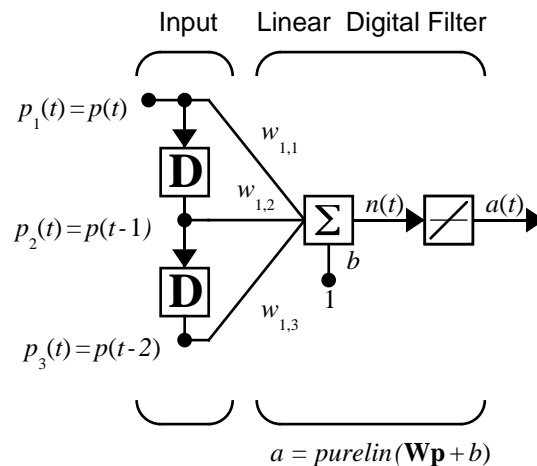 Input Linear Digital Filter
p₁(t) = p(t)
w₁,₁
D
w₁,₂
p₂(t) = p(t-1)
Σ
n(t)
a(t)
b
1
D
w₁,₃
p₃(t) = p(t-2)
a = purelin(Wp + b)